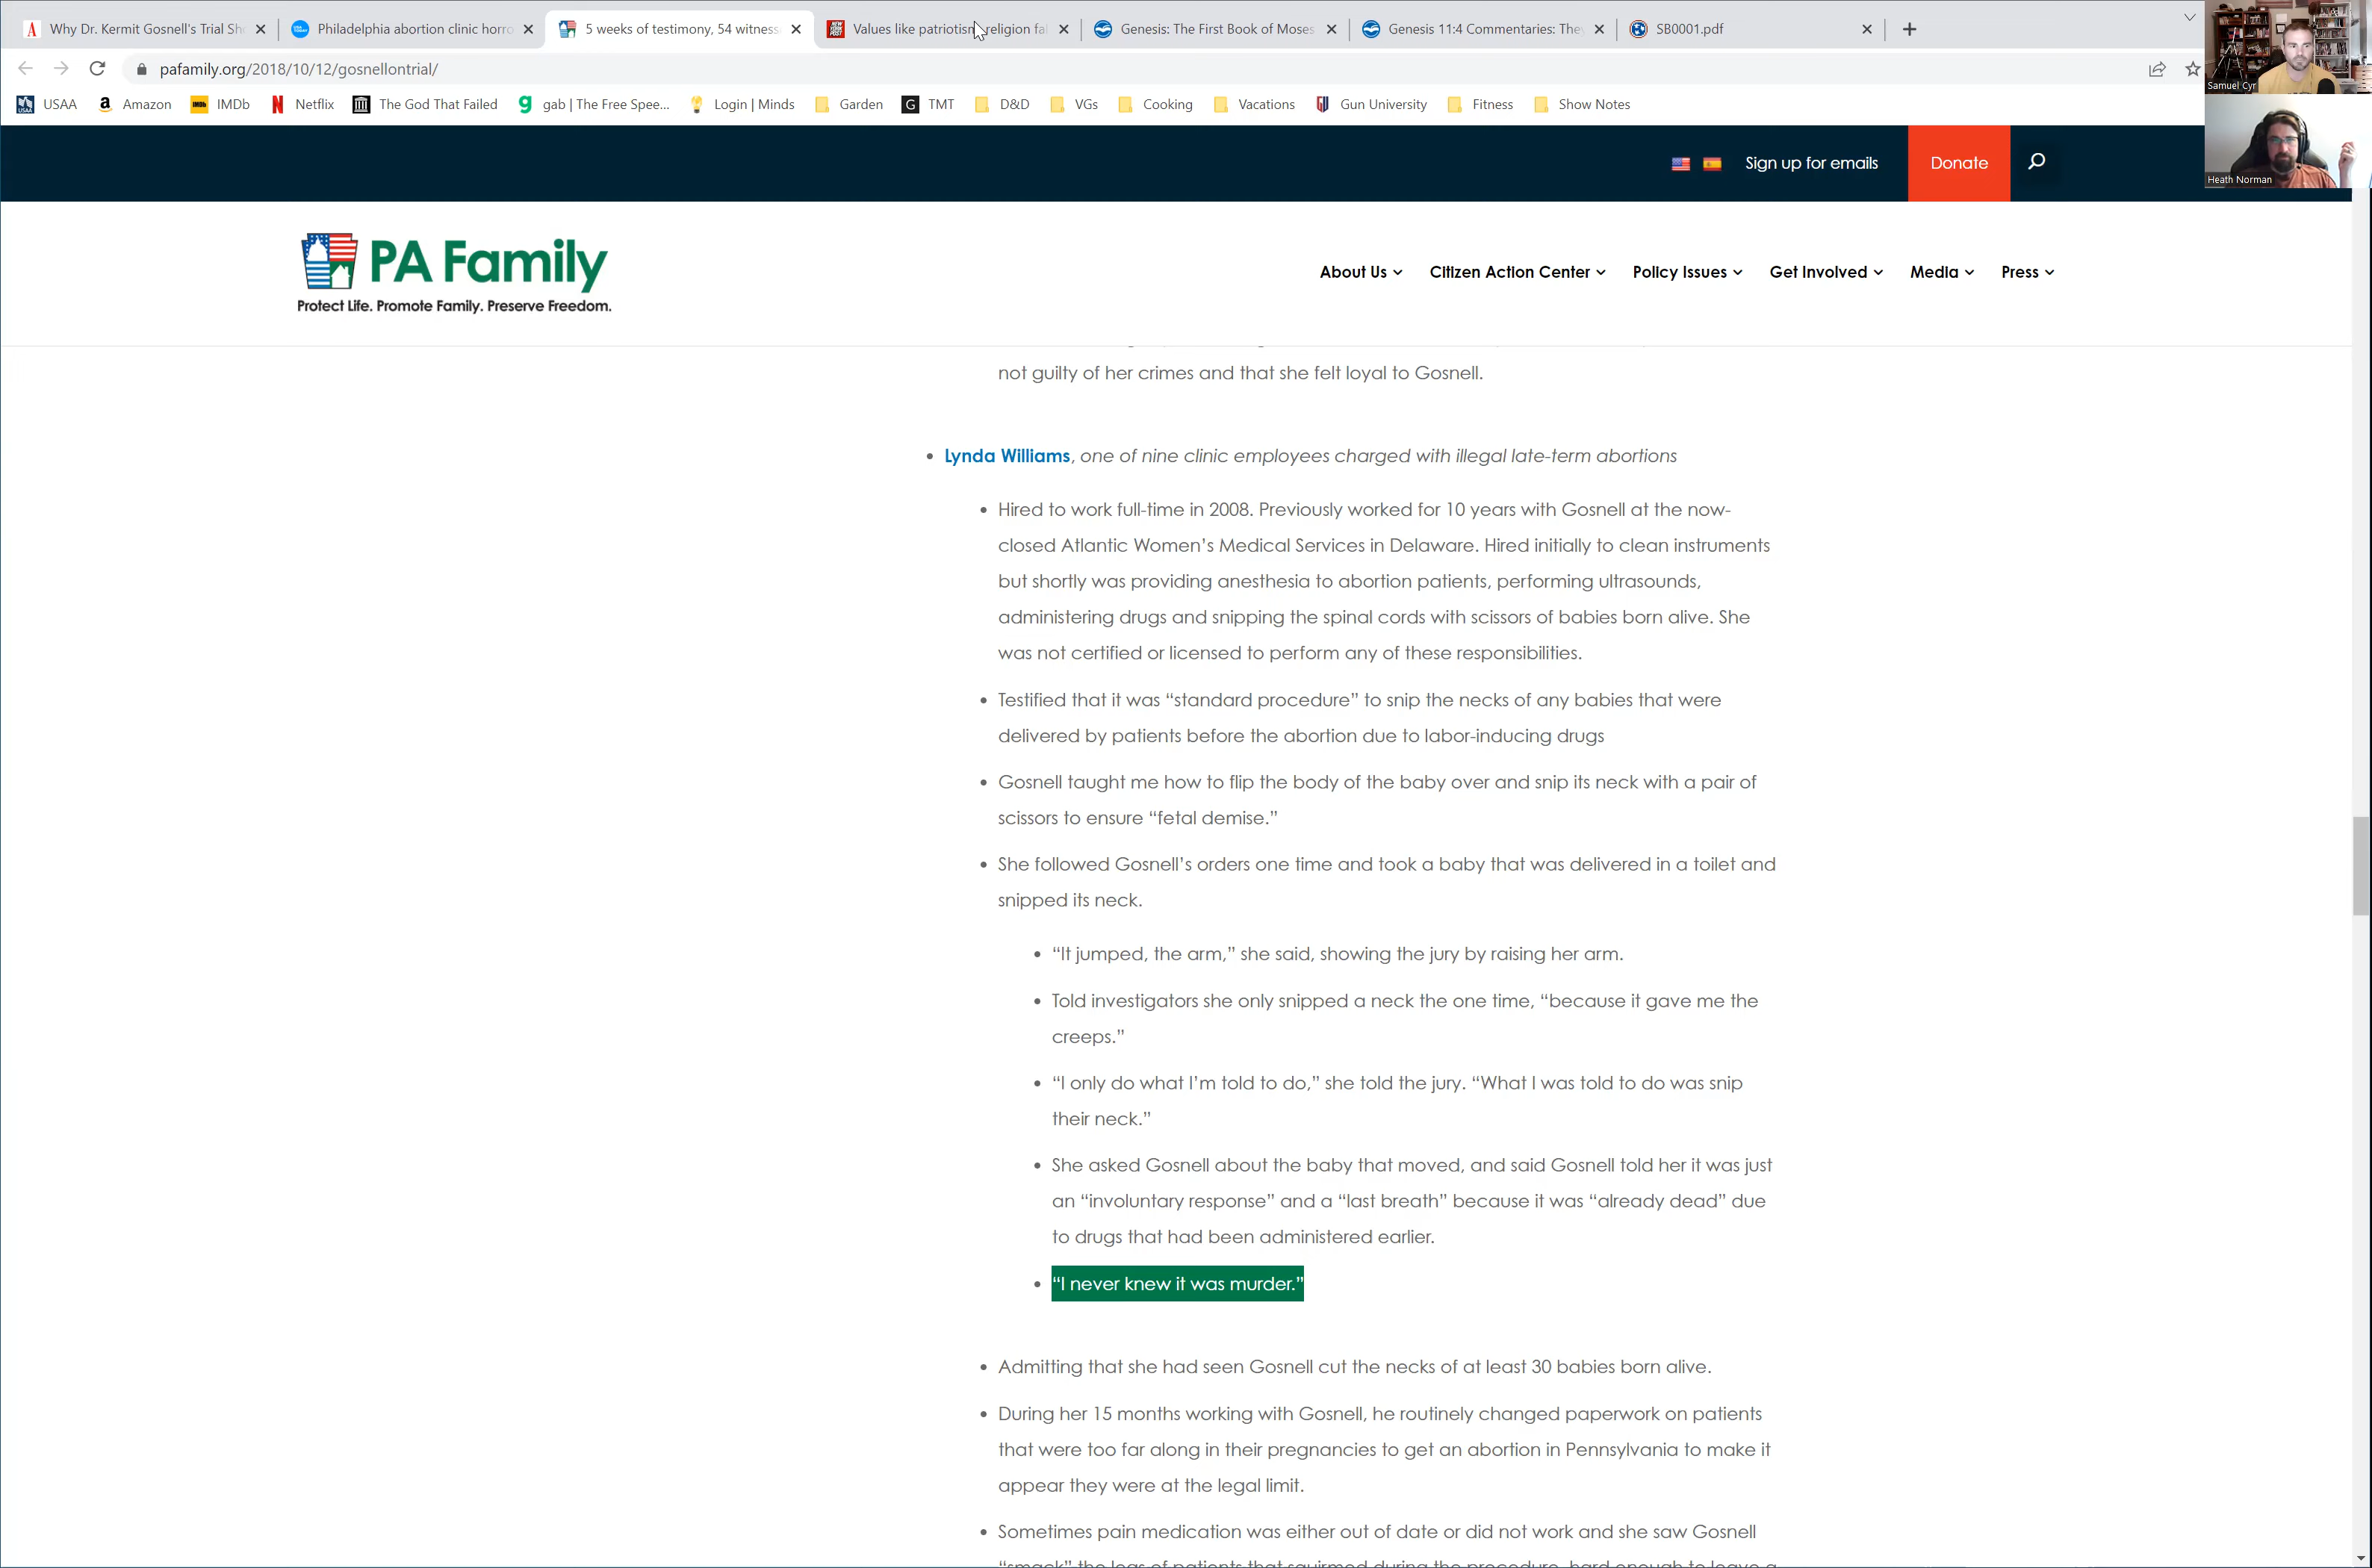 Why Dr. Kermit Gosnell's Trial Sh
Philadelphia abortion clinic horro
5 weeks of testimony, 54 witness
Values like patriotism, religion fa
Genesis: The First Book of Moses
Genesis 11:4 Commentaries: The
SB0001.pdf
pafamily.org/2018/10/12/gosnellontrial/
USAA
Amazon
IMDb
Netflix
The God That Failed
gab | The Free Spee...
Login | Minds
Garden
TMT
D&D
VGs
Cooking
Vacations
Gun University
Fitness
Show Notes
Samuel Cyr
Heath Norman
Sign up for emails
Donate
PA Family
Protect Life. Promote Family. Preserve Freedom.
About Us
Citizen Action Center
Policy Issues
Get Involved
Media
Press
not guilty of her crimes and that she felt loyal to Gosnell.
• Lynda Williams, one of nine clinic employees charged with illegal late-term abortions
• Hired to work full-time in 2008. Previously worked for 10 years with Gosnell at the now-
closed Atlantic Women’s Medical Services in Delaware. Hired initially to clean instruments
but shortly was providing anesthesia to abortion patients, performing ultrasounds,
administering drugs and snipping the spinal cords with scissors of babies born alive. She
was not certified or licensed to perform any of these responsibilities.
• Testified that it was “standard procedure” to snip the necks of any babies that were
delivered by patients before the abortion due to labor-inducing drugs
• Gosnell taught me how to flip the body of the baby over and snip its neck with a pair of
scissors to ensure “fetal demise.”
• She followed Gosnell’s orders one time and took a baby that was delivered in a toilet and
snipped its neck.
• “It jumped, the arm,” she said, showing the jury by raising her arm.
• Told investigators she only snipped a neck the one time, “because it gave me the
creeps.”
• “I only do what I’m told to do,” she told the jury. “What I was told to do was snip
their neck.”
• She asked Gosnell about the baby that moved, and said Gosnell told her it was just
an “involuntary response” and a “last breath” because it was “already dead” due
to drugs that had been administered earlier.
• “I never knew it was murder.”
• Admitting that she had seen Gosnell cut the necks of at least 30 babies born alive.
• During her 15 months working with Gosnell, he routinely changed paperwork on patients
that were too far along in their pregnancies to get an abortion in Pennsylvania to make it
appear they were at the legal limit.
• Sometimes pain medication was either out of date or did not work and she saw Gosnell
“smack” the legs of patients that squirmed during the procedure, hard enough to leave a